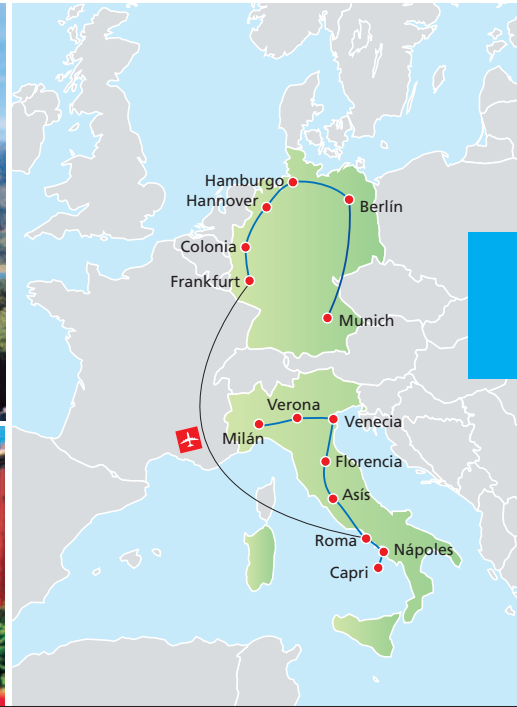 Hamburgo
Hannover
Berlín
Colonia
Frankfurt
Munich
Verona
Venecia
Milán
Florencia
Asís
Roma
Nápoles
Capri